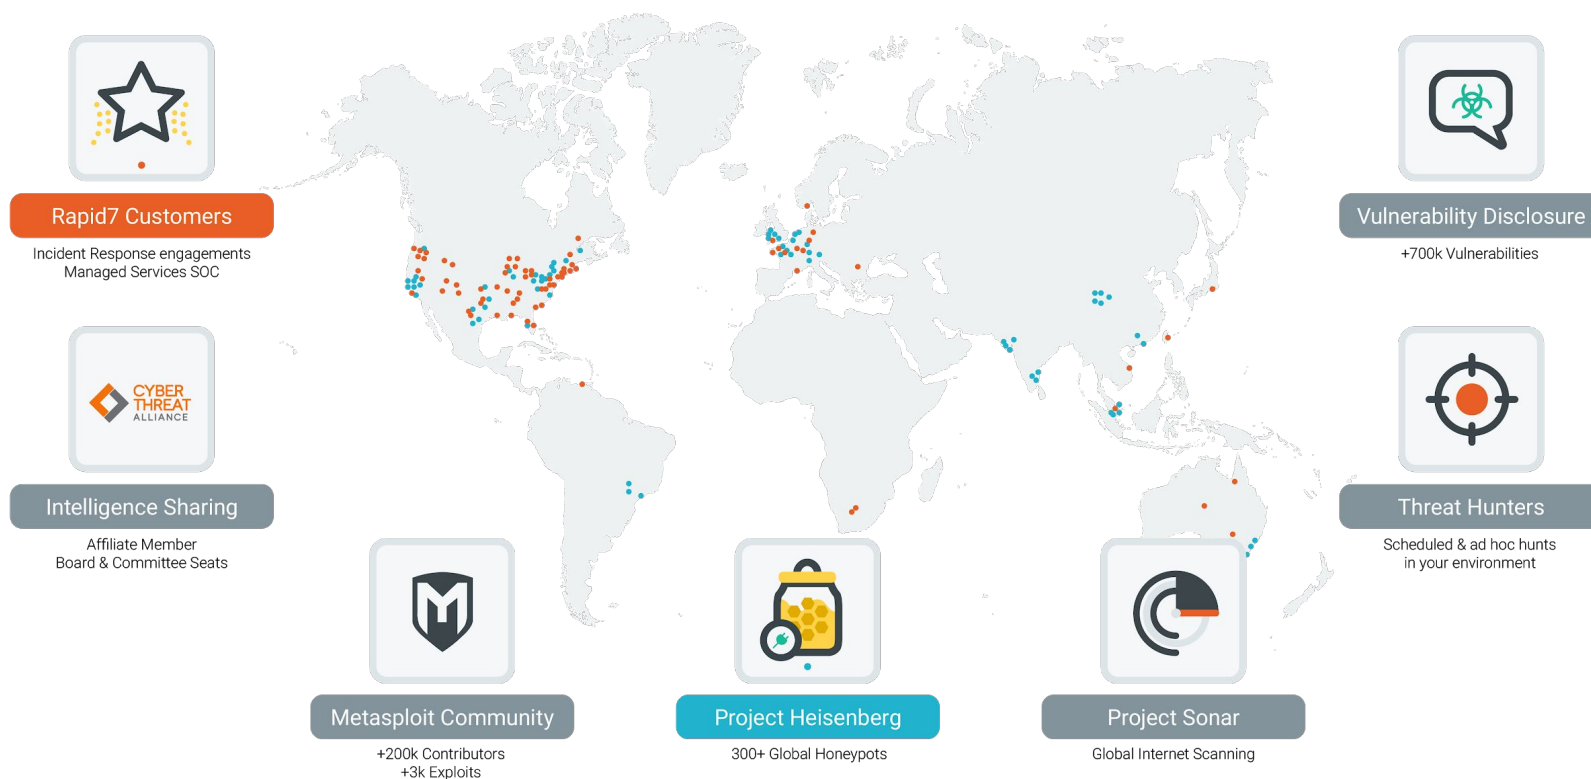 Rapid7 Customers
Incident Response engagements
Managed Services SOC
CYBER
THREAT
ALLIANCE
Intelligence Sharing
Affiliate Member
Board & Committee Seats
Metasploit Community
+200k Contributors
+3k Exploits
Project Heisenberg
300+ Global Honeypots
Project Sonar
Global Internet Scanning
Vulnerability Disclosure
+700k Vulnerabilities
Threat Hunters
Scheduled & ad hoc hunts
in your environment